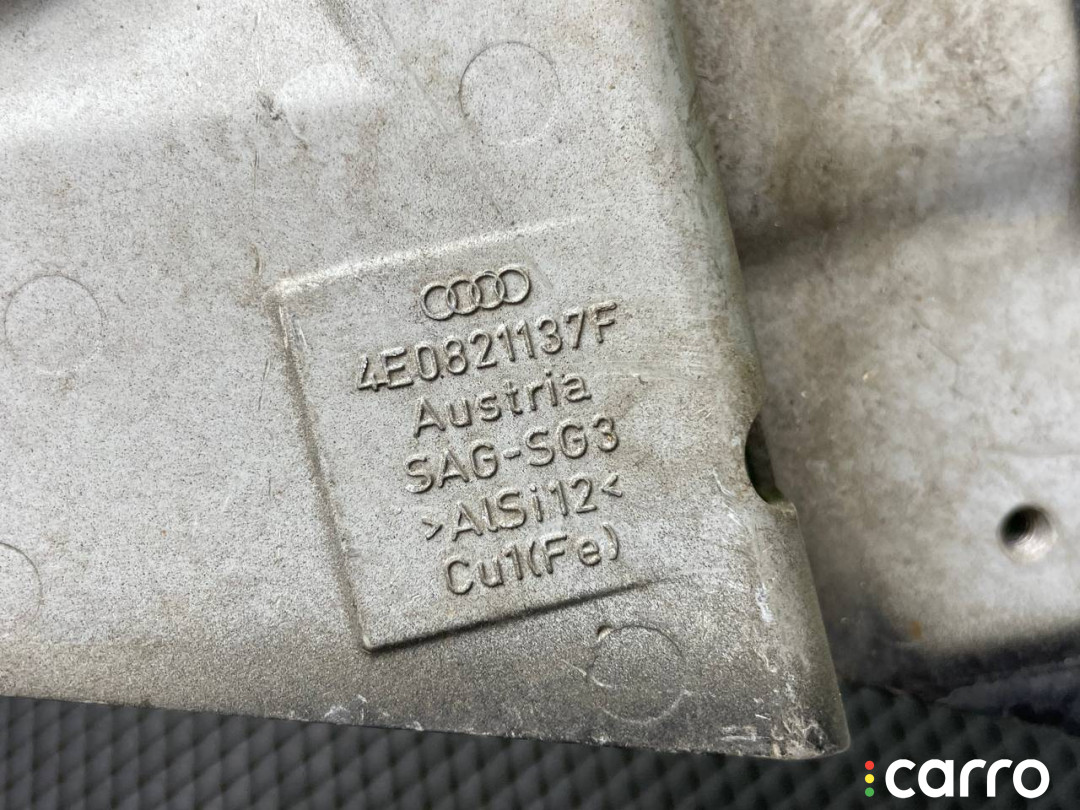 4E0821137F
Austria
SAG-SG3
>AlSi12<
Cu1(Fe)
carro